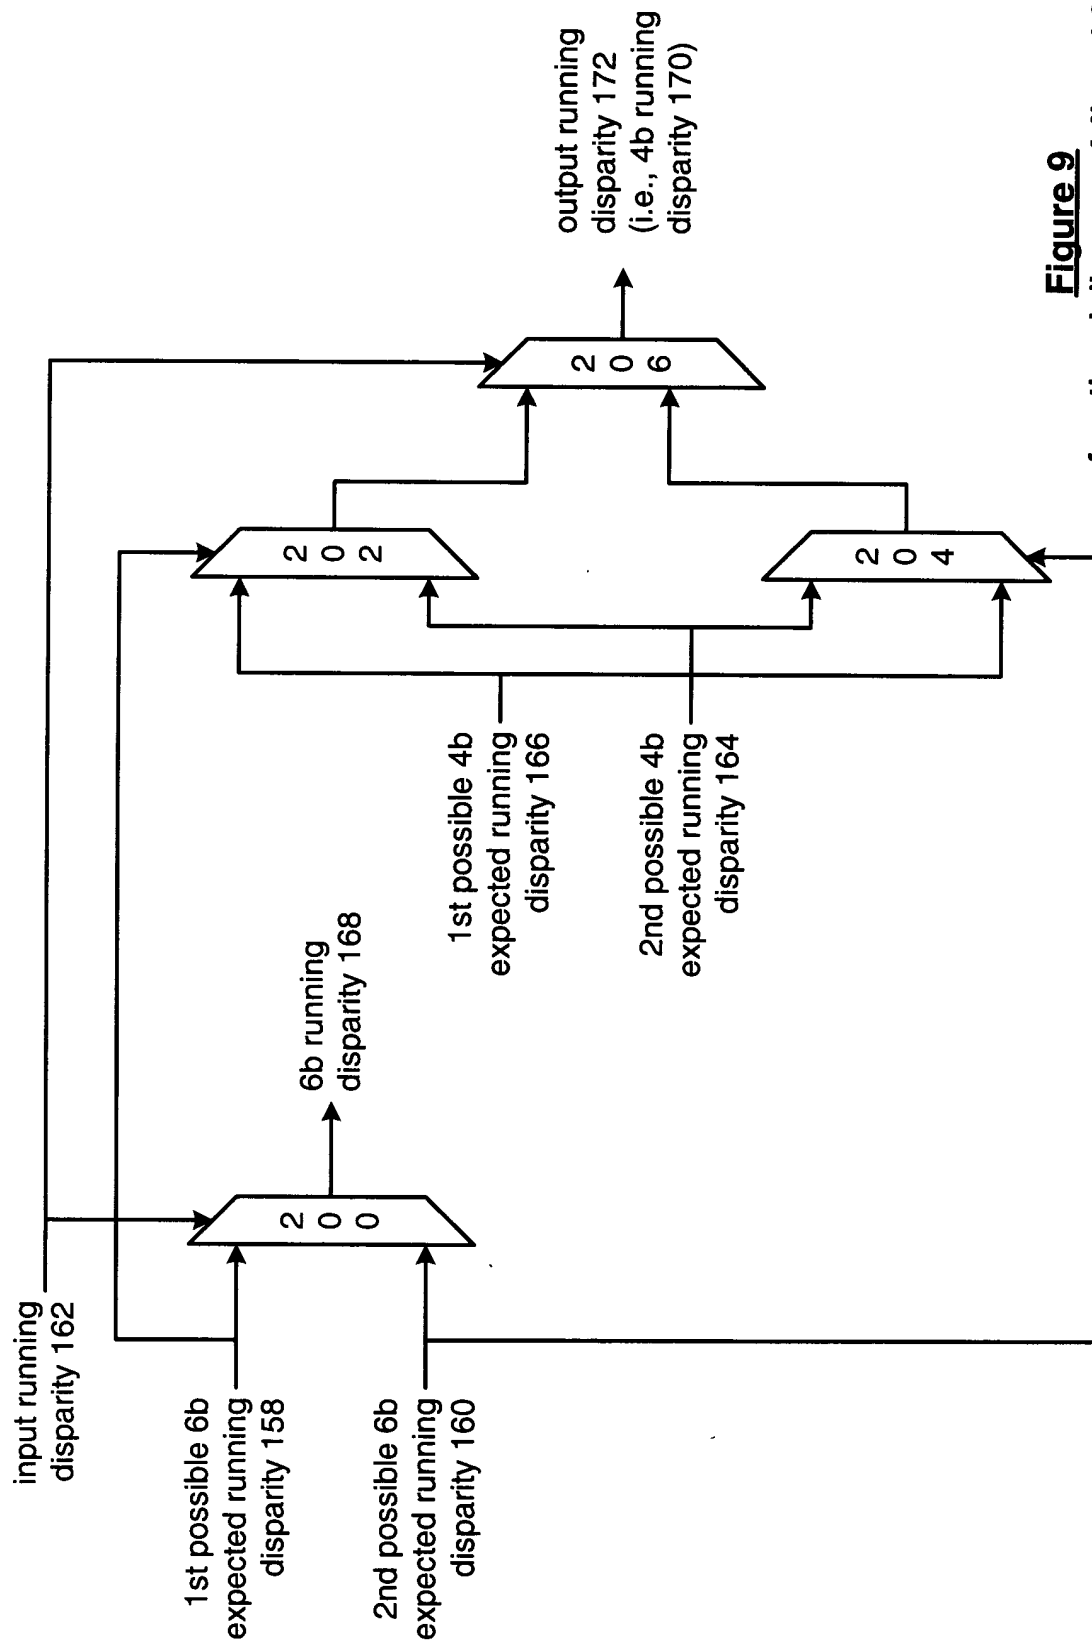 input running
disparity 162
1st possible 6b
expected running
disparity 158
2nd possible 6b
expected running
disparity 160
2 0 0
6b running
disparity 168
1st possible 4b
expected running
disparity 166
2nd possible 4b
expected running
disparity 164
2 0 2
2 0 4
2 0 6
output running
disparity 172
(i.e., 4b running
disparity 170)
Figure 9